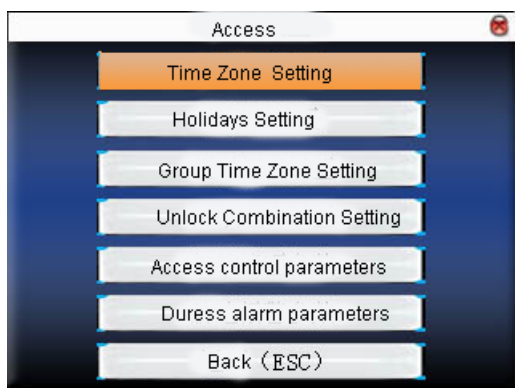 Access
Time Zone Setting
Holidays Setting
Group Time Zone Setting
Unlock Combination Setting
Access control parameters
Duress alarm parameters
Back（ESC）